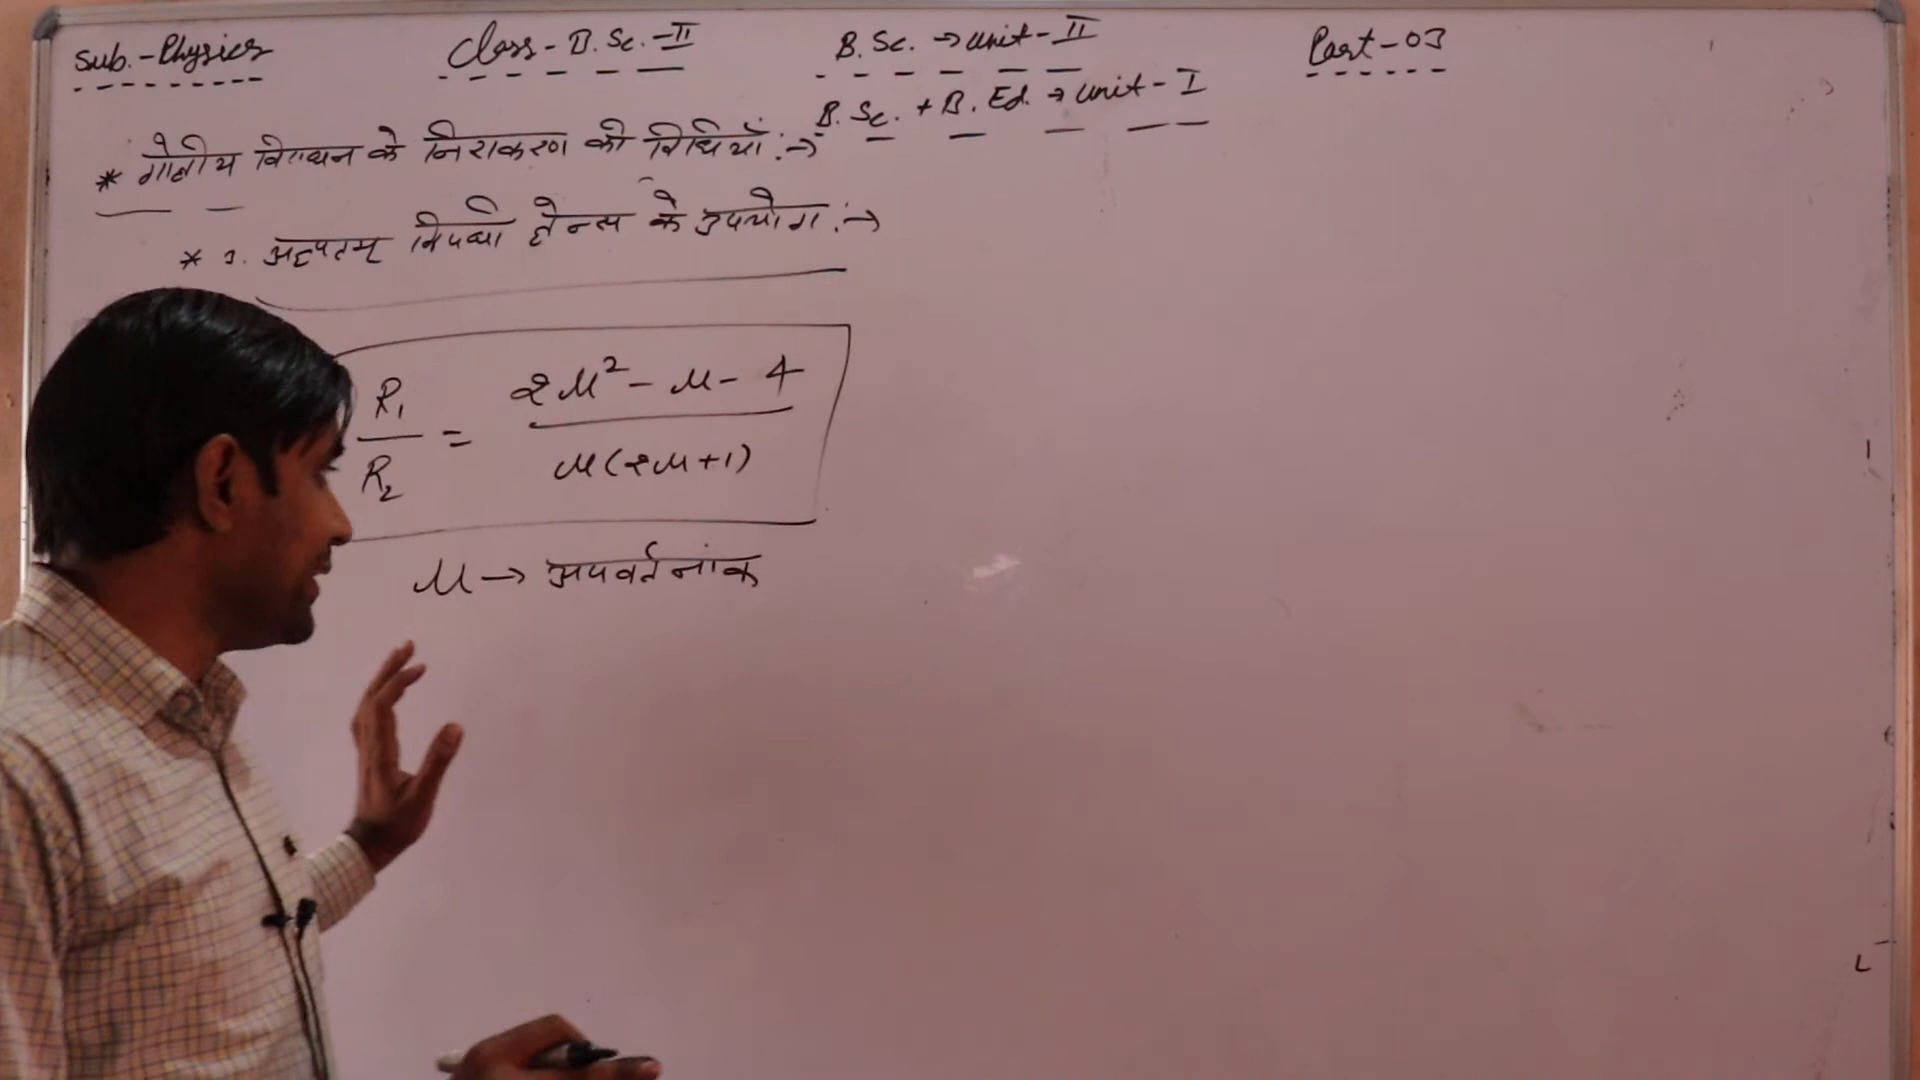 Sub.-Physics Class-B.Sc.-II B.Sc. → unit-II Part-03
B.Sc. + B.Ed. → unit-I
* गोलीय विपथन के निराकरण की विधियाँ :→
* 1. अल्पतम विपथी लेन्स के उपयोग :→
R₁/R₂ = (2μ² - μ - 4)/(μ(2μ+1))
μ → अपवर्तनांक